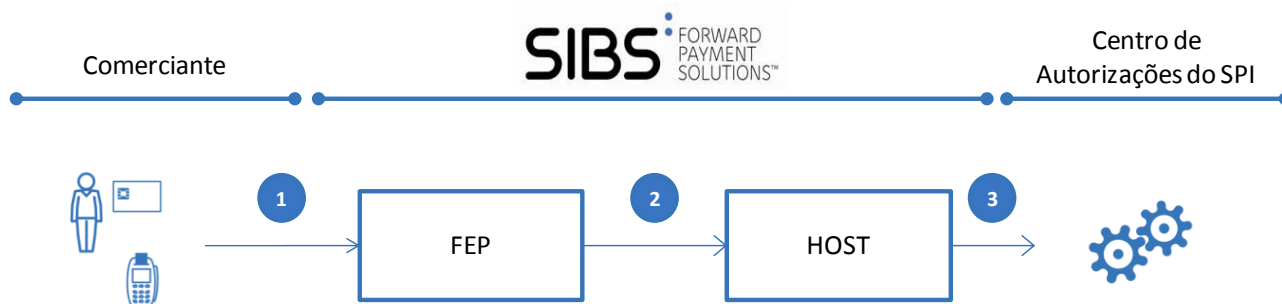 Comerciante
SIBS
FORWARD
PAYMENT
SOLUTIONS™
Centro de
Autorizações do SPI
1
2
3
FEP
HOST